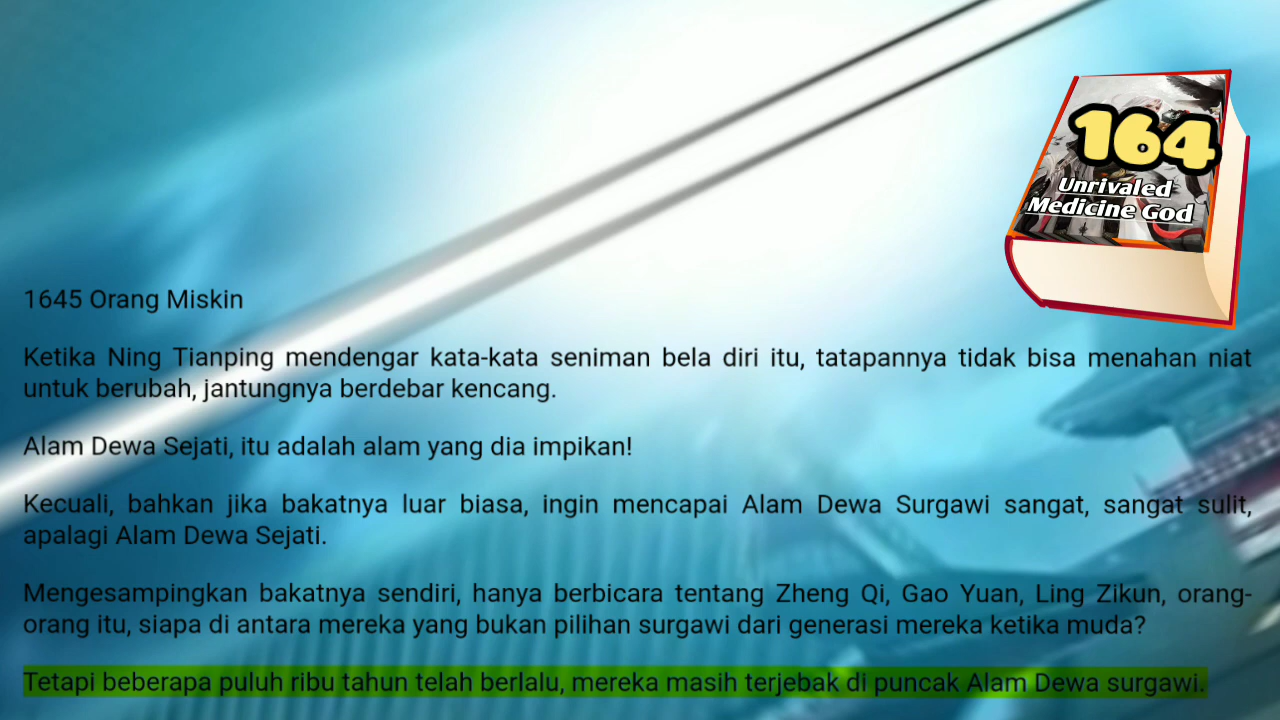 164
Unrivaled
Medicine God
1645 Orang Miskin
Ketika Ning Tianping mendengar kata-kata seniman bela diri itu, tatapannya tidak bisa menahan niat
untuk berubah, jantungnya berdebar kencang.
Alam Dewa Sejati, itu adalah alam yang dia impikan!
Kecuali, bahkan jika bakatnya luar biasa, ingin mencapai Alam Dewa Surgawi sangat, sangat sulit,
apalagi Alam Dewa Sejati.
Mengesampingkan bakatnya sendiri, hanya berbicara tentang Zheng Qi, Gao Yuan, Ling Zikun, orang-
orang itu, siapa di antara mereka yang bukan pilihan surgawi dari generasi mereka ketika muda?
Tetapi beberapa puluh ribu tahun telah berlalu, mereka masih terjebak di puncak Alam Dewa surgawi.